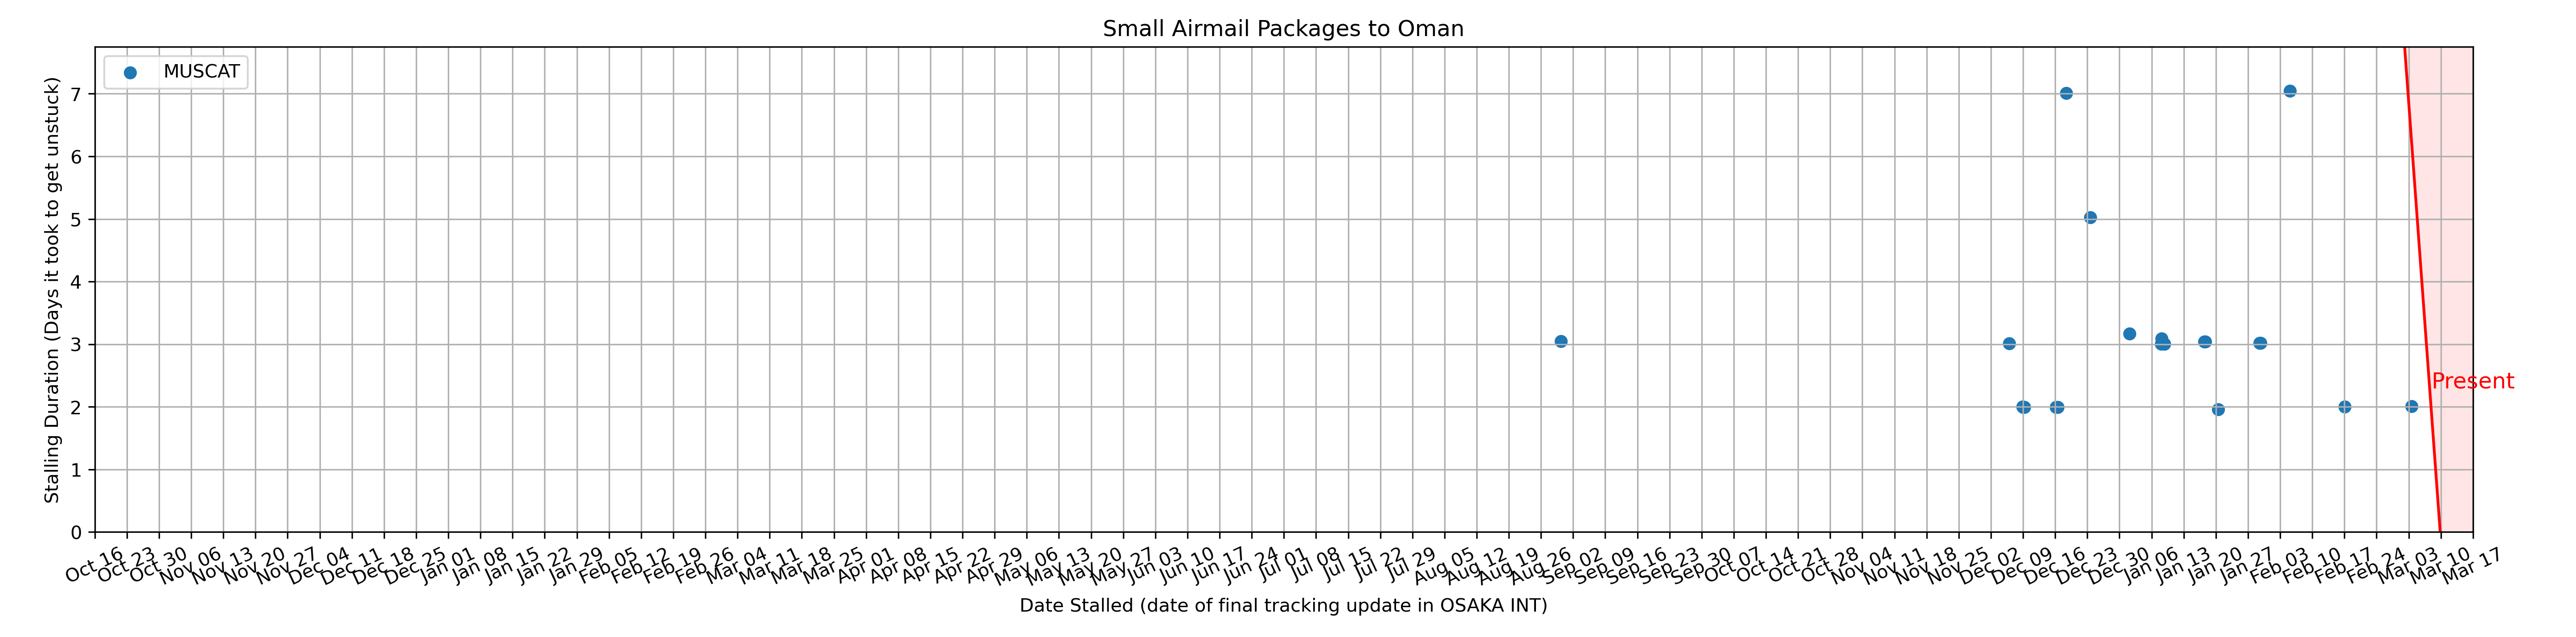 Small Airmail Packages to Oman
MUSCAT
Stalling Duration (Days it took to get unstuck)
7
6
5
4
3
2
1
0
Present
Oct 16
Oct 23
Oct 30
Nov 06
Nov 13
Nov 20
Nov 27
Dec 04
Dec 11
Dec 18
Dec 25
Jan 01
Jan 08
Jan 15
Jan 22
Jan 29
Feb 05
Feb 12
Feb 19
Feb 26
Mar 04
Mar 11
Mar 18
Mar 25
Apr 01
Apr 08
Apr 15
Apr 22
Apr 29
May 06
May 13
May 20
May 27
Jun 03
Jun 10
Jun 17
Jun 24
Jul 01
Jul 08
Jul 15
Jul 22
Jul 29
Aug 05
Aug 12
Aug 19
Aug 26
Sep 02
Sep 09
Sep 16
Sep 23
Sep 30
Oct 07
Oct 14
Oct 21
Oct 28
Nov 04
Nov 11
Nov 18
Nov 25
Dec 02
Dec 09
Dec 16
Dec 23
Dec 30
Jan 06
Jan 13
Jan 20
Jan 27
Feb 03
Feb 10
Feb 17
Feb 24
Mar 03
Mar 10
Mar 17
Date Stalled (date of final tracking update in OSAKA INT)